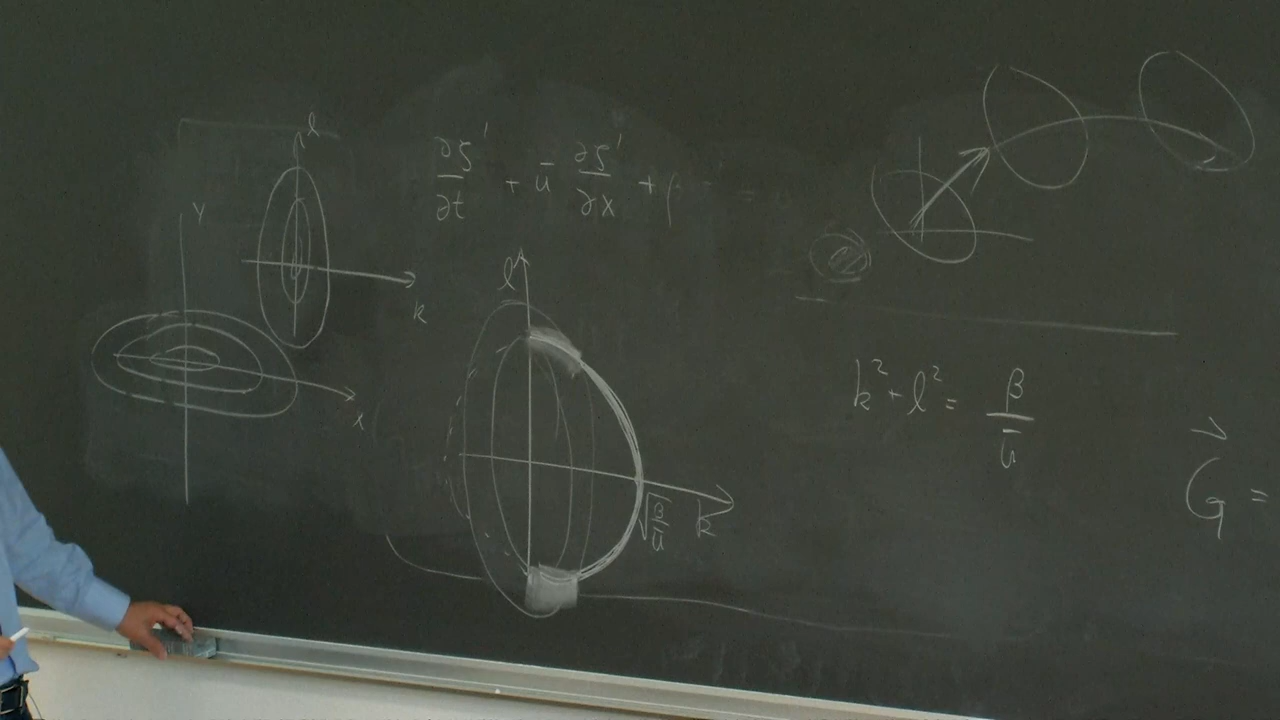 l
y
k
x
∂ζ'/∂t + ū ∂ζ'/∂x + β
l
√(β/ū) k
k² + l² = β/ū
G⃗ =